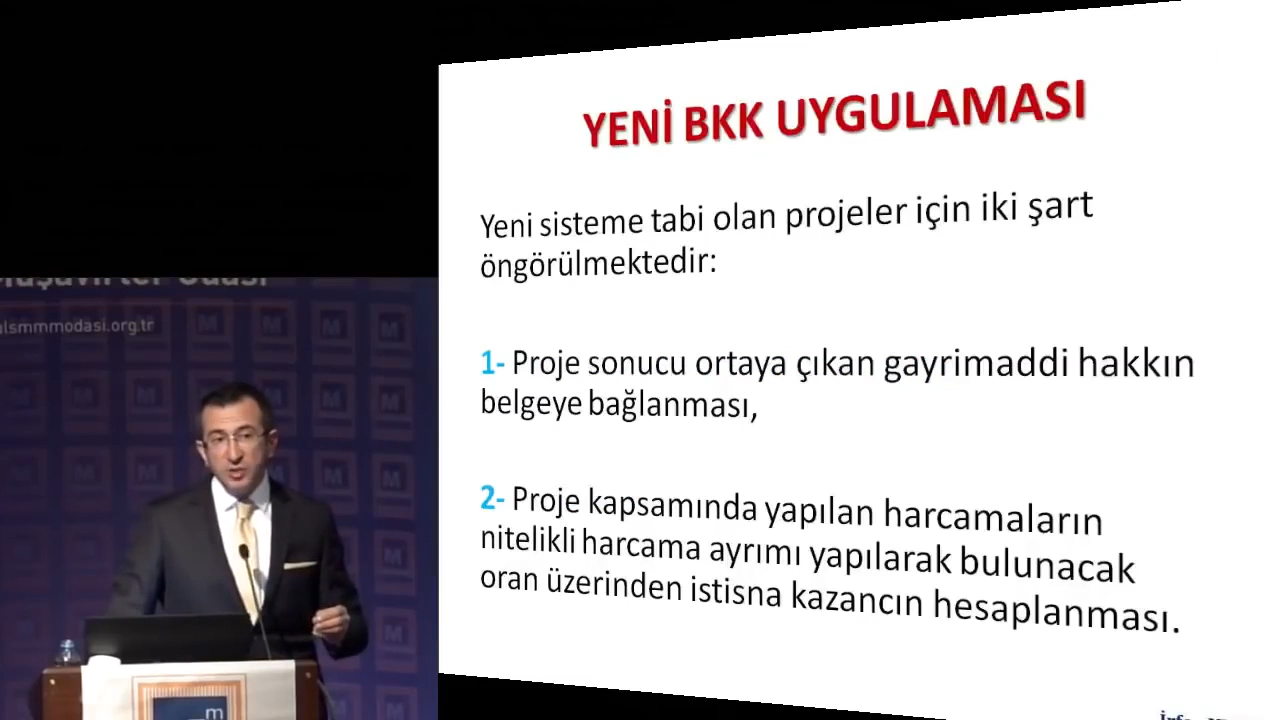 YENİ BKK UYGULAMASI
Yeni sisteme tabi olan projeler için iki şart
öngörülmektedir:
1- Proje sonucu ortaya çıkan gayrimaddi hakkın
belgeye bağlanması,
2- Proje kapsamında yapılan harcamaların
nitelikli harcama ayrımı yapılarak bulunacak
oran üzerinden istisna kazancın hesaplanması.
ulsmmmodasi.org.tr
M
m